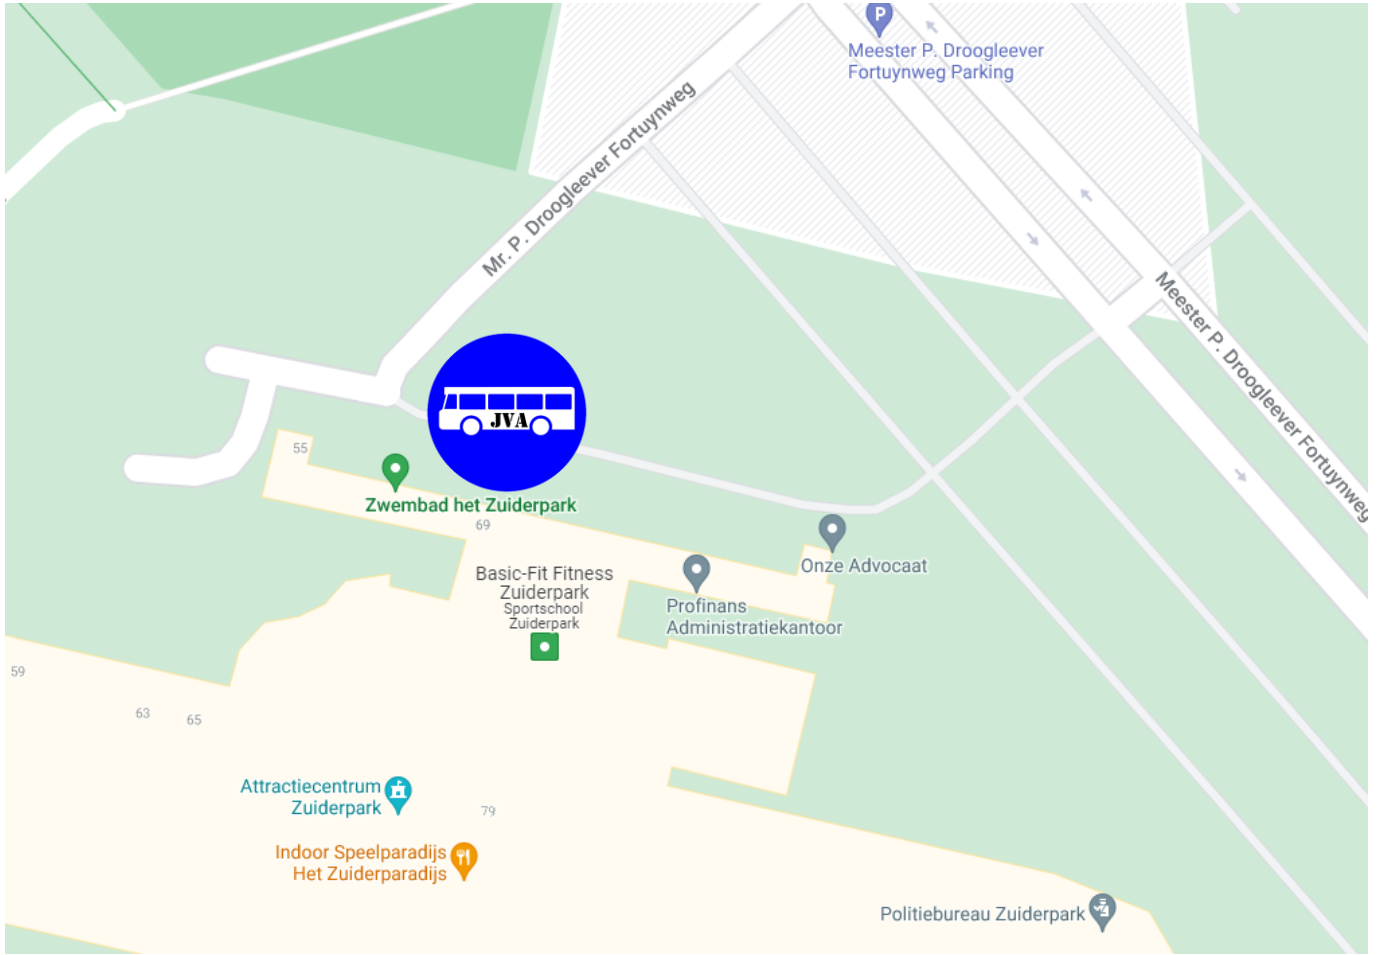 P
Meester P. Droogleever
Fortuynweg Parking
Mr. P. Droogleever Fortuynweg
Meester P. Droogleever Fortuynweg
JVA
55
Zwembad het Zuiderpark
69
Onze Advocaat
Basic-Fit Fitness
Zuiderpark
Sportschool
Zuiderpark
Profinans
Administratiekantoor
59
63
65
Attractiecentrum
Zuiderpark
79
Indoor Speelparadijs
Het Zuiderparadijs
Politiebureau Zuiderpark